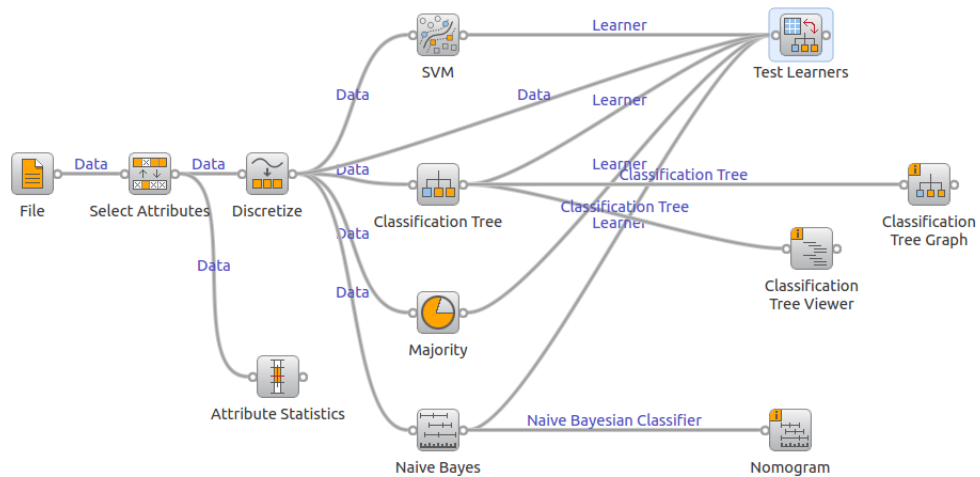 Learner
SVM
Test Learners
Data
Data
Learner
Data
Data
Data
Learner
Classification Tree
File
Select Attributes
Discretize
Classification Tree
Classification Tree
Classification
Tree Graph
Data
Learner
Data
Classification
Tree Viewer
Data
Majority
Attribute Statistics
Naive Bayesian Classifier
Naive Bayes
Nomogram